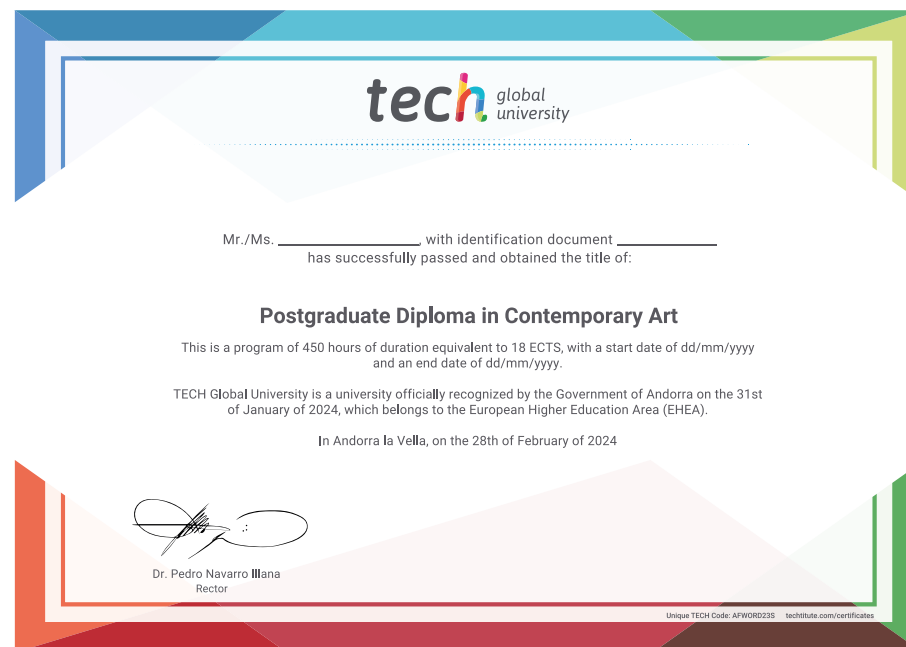 tech global
university
Mr./Ms. ________________, with identification document ____________
has successfully passed and obtained the title of:
Postgraduate Diploma in Contemporary Art
This is a program of 450 hours of duration equivalent to 18 ECTS, with a start date of dd/mm/yyyy
and an end date of dd/mm/yyyy.
TECH Global University is a university officially recognized by the Government of Andorra on the 31st
of January of 2024, which belongs to the European Higher Education Area (EHEA).
In Andorra la Vella, on the 28th of February of 2024
Dr. Pedro Navarro Illana
Rector
Unique TECH Code: AFWORD23S techtitute.com/certificates